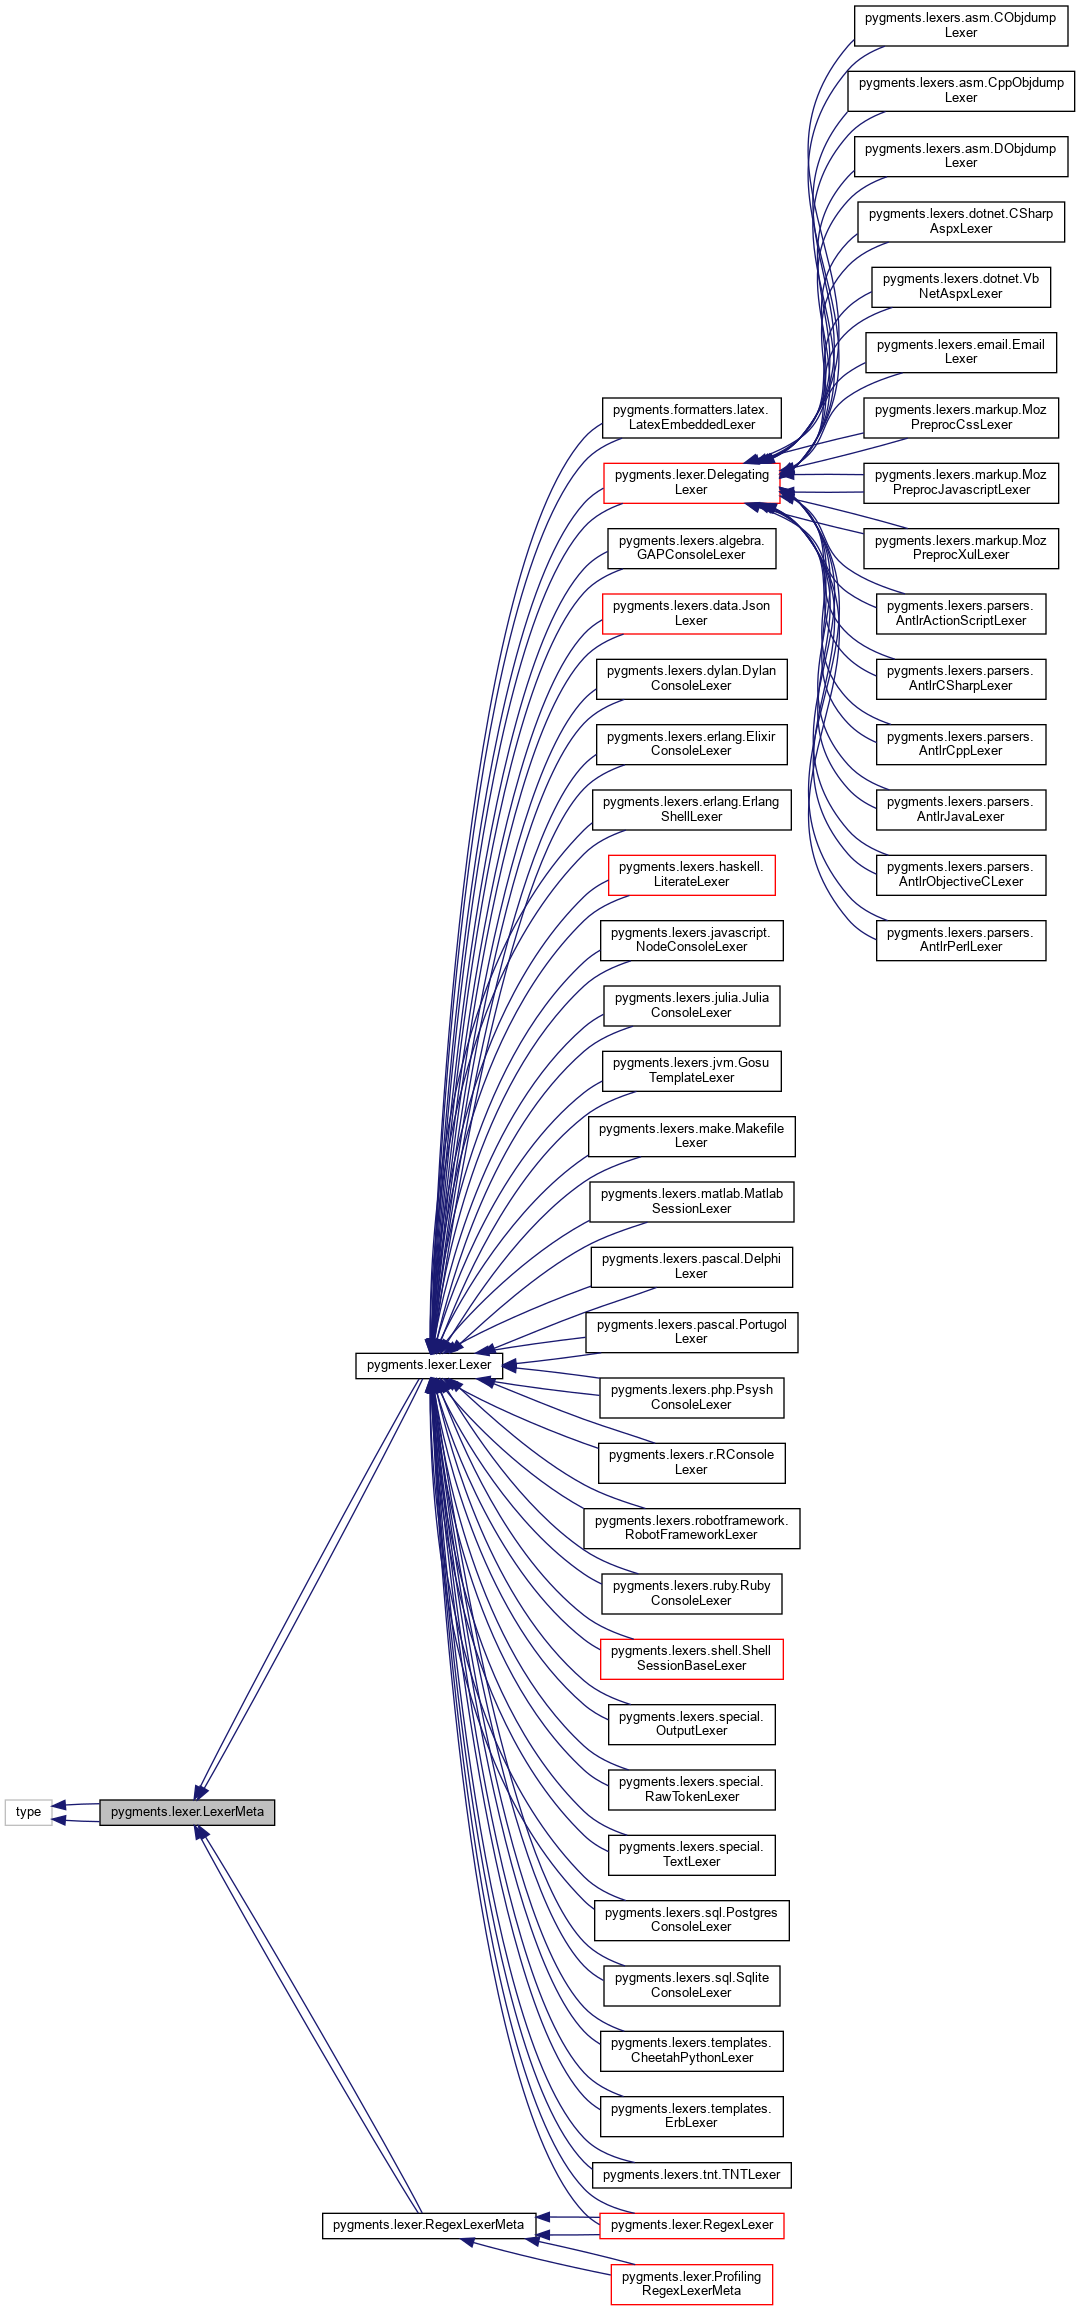 pygments.lexers.asm.CObjdump
Lexer
pygments.lexers.asm.CppObjdump
Lexer
pygments.lexers.asm.DObjdump
Lexer
pygments.lexers.dotnet.CSharp
AspxLexer
pygments.lexers.dotnet.Vb
NetAspxLexer
pygments.lexers.email.Email
Lexer
pygments.lexers.markup.Moz
PreprocCssLexer
pygments.lexers.markup.Moz
PreprocJavascriptLexer
pygments.lexers.markup.Moz
PreprocXulLexer
pygments.lexers.parsers.
AntlrActionScriptLexer
pygments.lexers.parsers.
AntlrCSharpLexer
pygments.lexers.parsers.
AntlrCppLexer
pygments.lexers.parsers.
AntlrJavaLexer
pygments.lexers.parsers.
AntlrObjectiveCLexer
pygments.lexers.parsers.
AntlrPerlLexer
pygments.formatters.latex.
LatexEmbeddedLexer
pygments.lexer.Delegating
Lexer
pygments.lexers.algebra.
GAPConsoleLexer
pygments.lexers.data.Json
Lexer
pygments.lexers.dylan.Dylan
ConsoleLexer
pygments.lexers.erlang.Elixir
ConsoleLexer
pygments.lexers.erlang.Erlang
ShellLexer
pygments.lexers.haskell.
LiterateLexer
pygments.lexers.javascript.
NodeConsoleLexer
pygments.lexers.julia.Julia
ConsoleLexer
pygments.lexers.jvm.Gosu
TemplateLexer
pygments.lexers.make.Makefile
Lexer
pygments.lexers.matlab.Matlab
SessionLexer
pygments.lexers.pascal.Delphi
Lexer
pygments.lexers.pascal.Portugol
Lexer
pygments.lexer.Lexer
pygments.lexers.php.Psysh
ConsoleLexer
pygments.lexers.r.RConsole
Lexer
pygments.lexers.robotframework.
RobotFrameworkLexer
pygments.lexers.ruby.Ruby
ConsoleLexer
pygments.lexers.shell.Shell
SessionBaseLexer
pygments.lexers.special.
OutputLexer
pygments.lexers.special.
RawTokenLexer
type
pygments.lexer.LexerMeta
pygments.lexers.special.
TextLexer
pygments.lexers.sql.Postgres
ConsoleLexer
pygments.lexers.sql.Sqlite
ConsoleLexer
pygments.lexers.templates.
CheetahPythonLexer
pygments.lexers.templates.
ErbLexer
pygments.lexers.tnt.TNTLexer
pygments.lexer.RegexLexerMeta
pygments.lexer.RegexLexer
pygments.lexer.Profiling
RegexLexerMeta